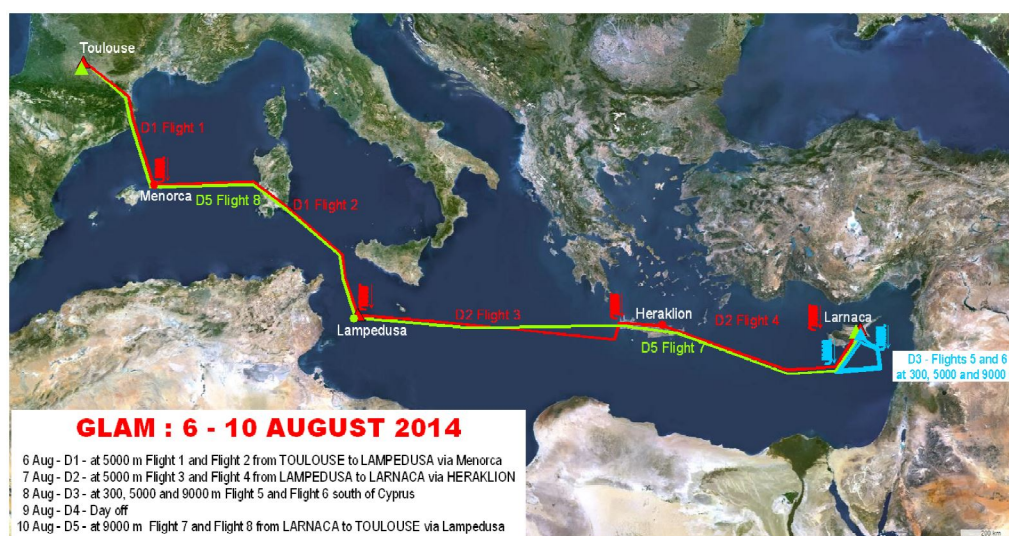 Toulouse
D1 Flight 1
Menorca
D5 Flight 8
D1 Flight 2
Lampedusa
D2 Flight 3
Heraklion
D2 Flight 4
D5 Flight 7
Larnaca
D3 - Flights 5 and 6
at 300, 5000 and 9000
GLAM : 6 - 10 AUGUST 2014
6 Aug - D1 - at 5000 m Flight 1 and Flight 2 from TOULOUSE to LAMPEDUSA via Menorca
7 Aug - D2 - at 5000 m Flight 3 and Flight 4 from LAMPEDUSA to LARNACA via HERAKLION
8 Aug - D3 - at 300, 5000 and 9000 m Flight 5 and Flight 6 south of Cyprus
9 Aug - D4 - Day off
10 Aug - D5 - at 9000 m Flight 7 and Flight 8 from LARNACA to TOULOUSE via Lampedusa
200 km